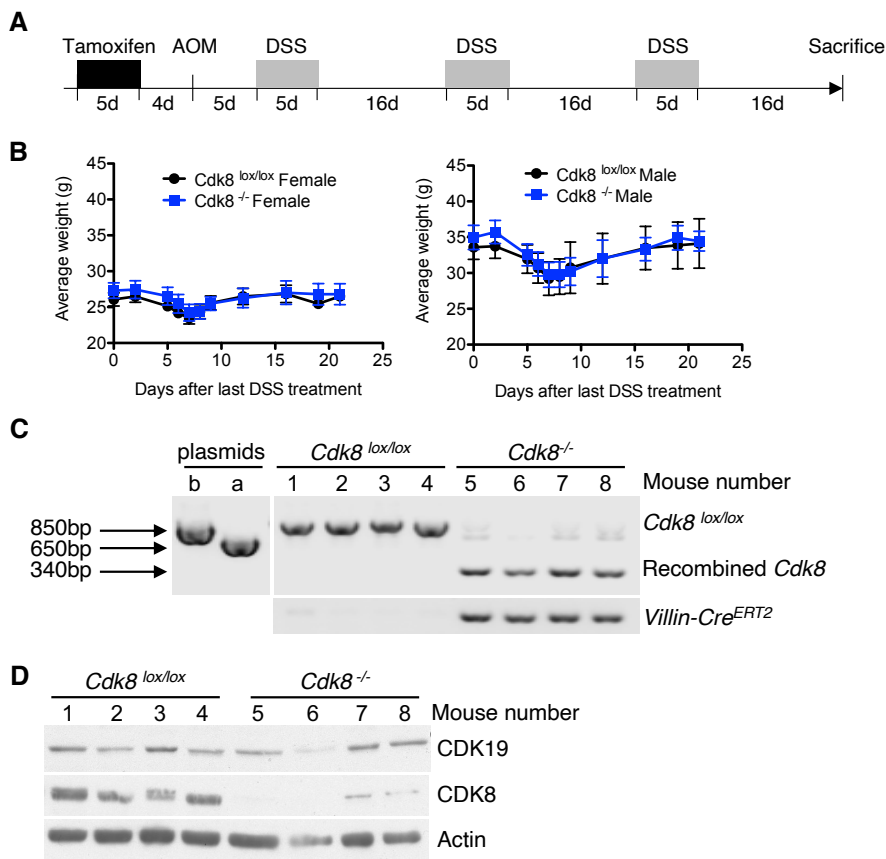 A
Tamoxifen AOM DSS DSS DSS Sacrifice
5d 4d 5d 5d 16d 5d 16d 5d 16d
B
45
40
35
30
25
20
Average weight (g)
Cdk8 lox/lox Female
Cdk8 -/- Female
0 5 10 15 20 25
Days after last DSS treatment
45
40
35
30
25
20
Average weight (g)
Cdk8 lox/lox Male
Cdk8 -/- Male
0 5 10 15 20 25
Days after last DSS treatment
C
plasmids Cdk8 lox/lox Cdk8-/-
b a 1 2 3 4 5 6 7 8 Mouse number
850bp
650bp
340bp
Cdk8 lox/lox
Recombined Cdk8
Villin-CreERT2
D
Cdk8 lox/lox Cdk8 -/-
1 2 3 4 5 6 7 8 Mouse number
CDK19
CDK8
Actin